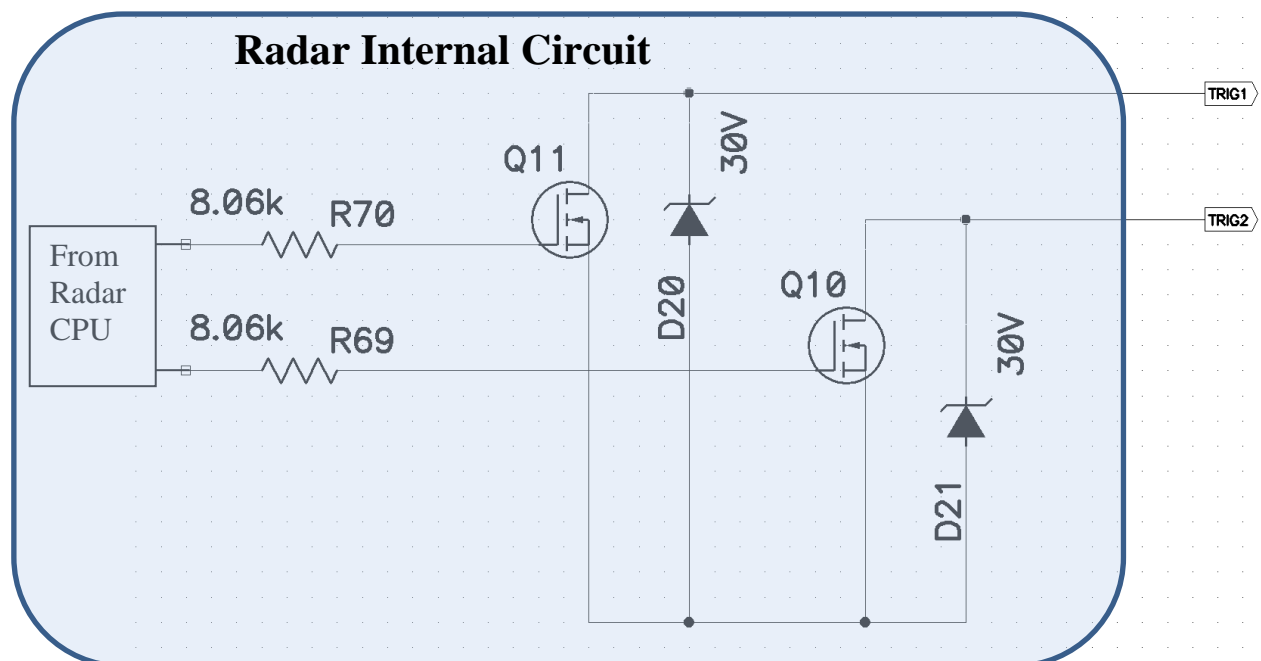 Radar Internal Circuit
TRIG1
30V
Q11
8.06k
R70
TRIG2
From
Radar
CPU
D20
Q10
8.06k
R69
30V
D21